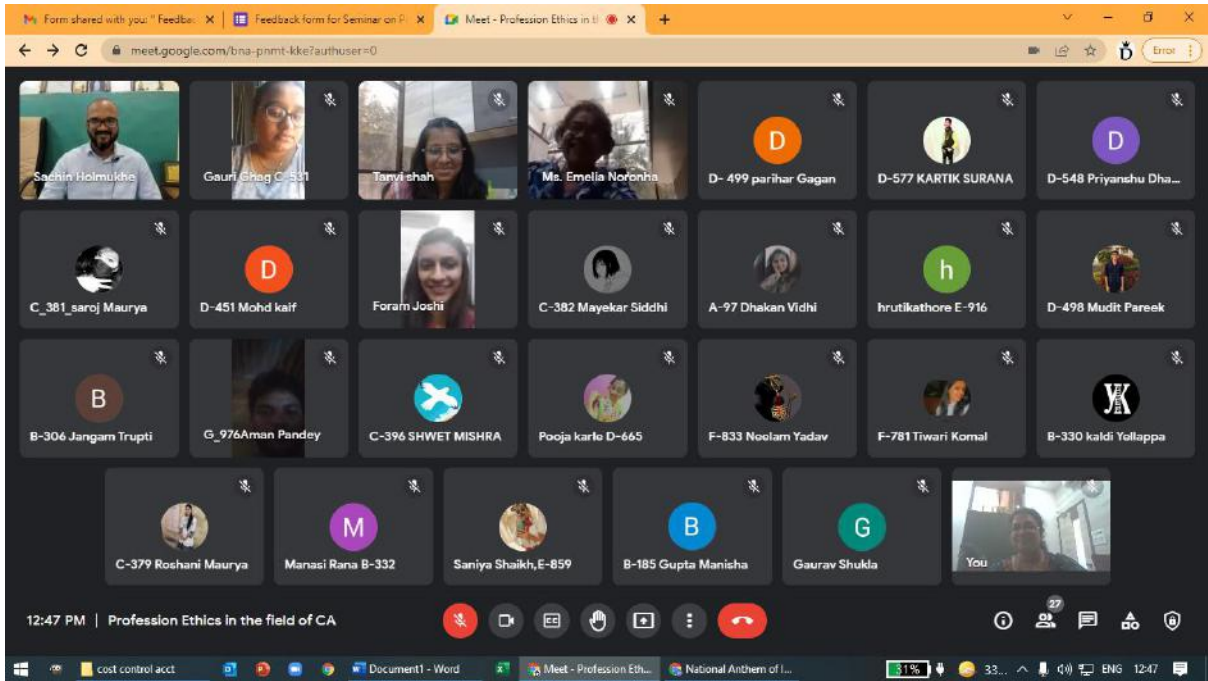 Form shared with you: "Feedbac
Feedback form for Seminar on P
Meet - Profession Ethics in th
meet.google.com/bna-pnmt-kke?authuser=0
Error
Sachin Holmukhe
Gauri Ghag C_531
Tanvi shah
Ms. Emelia Noronha
D
D- 499 parihar Gagan
D-577 KARTIK SURANA
D
D-548 Priyanshu Dha...
C_381_saroj Maurya
D
D-451 Mohd kaif
Foram Joshi
C-382 Mayekar Siddhi
A-97 Dhakan Vidhi
h
hrutikathore E-916
D-498 Mudit Pareek
B
B-306 Jangam Trupti
G_976Aman Pandey
C-396 SHWET MISHRA
Pooja karle D-665
F-833 Neelam Yadav
F-781 Tiwari Komal
B-330 kaldi Yellappa
C-379 Roshani Maurya
M
Manasi Rana B-332
Saniya Shaikh,E-859
B
B-185 Gupta Manisha
G
Gaurav Shukla
You
12:47 PM | Profession Ethics in the field of CA
27
cost control acct
Document1 - Word
Meet - Profession Eth...
National Anthem of I...
31%
33...
ENG
12:47